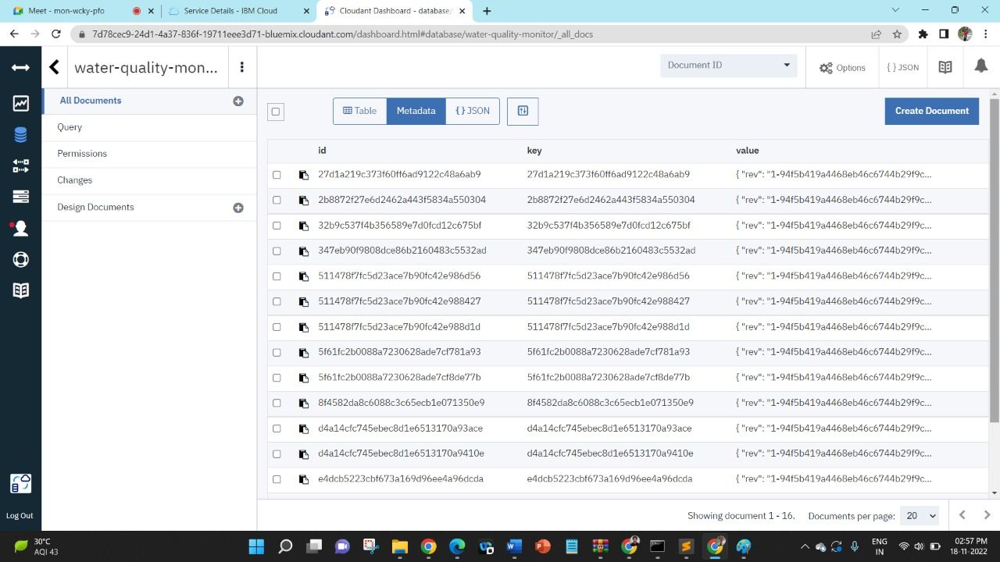 Meet - mon-wcky-pfo
Service Details - IBM Cloud
Cloudant Dashboard - database/
7d78cec9-24d1-4a37-836f-19711eee3d71-bluemix.cloudant.com/dashboard.html#database/water-quality-monitor/_all_docs
water-quality-mon...
Document ID
Options
{ } JSON
All Documents
Query
Permissions
Changes
Design Documents
Log Out
Table Metadata { } JSON
Create Document
id key value
27d1a219c373f60ff6ad9122c48a6ab9 27d1a219c373f60ff6ad9122c48a6ab9 { "rev": "1-94f5b419a4468eb46c6744b29f9c...
2b8872f27c6d2462a443f5834a550304 2b8872f27c6d2462a443f5834a550304 { "rev": "1-94f5b419a4468eb46c6744b29f9c...
32b9c537f4b356589e7d0fcd12c675bf 32b9c537f4b356589e7d0fcd12c675bf { "rev": "1-94f5b419a4468eb46c6744b29f9c...
347eb90f9808dce86b2160483c5532ad 347eb90f9808dce86b2160483c5532ad { "rev": "1-94f5b419a4468eb46c6744b29f9c...
511478f7fc5d23ace7b90fc42e986d56 511478f7fc5d23ace7b90fc42e986d56 { "rev": "1-94f5b419a4468eb46c6744b29f9c...
511478f7fc5d23ace7b90fc42e988427 511478f7fc5d23ace7b90fc42e988427 { "rev": "1-94f5b419a4468eb46c6744b29f9c...
511478f7fc5d23ace7b90fc42e988d1d 511478f7fc5d23ace7b90fc42e988d1d { "rev": "1-94f5b419a4468eb46c6744b29f9c...
5f61fc2b0088a7230628ade7cf781a93 5f61fc2b0088a7230628ade7cf781a93 { "rev": "1-94f5b419a4468eb46c6744b29f9c...
5f61fc2b0088a7230628ade7cf8de77b 5f61fc2b0088a7230628ade7cf8de77b { "rev": "1-94f5b419a4468eb46c6744b29f9c...
8f4582da8c6088c3c65ecb1e071350e9 8f4582da8c6088c3c65ecb1e071350e9 { "rev": "1-94f5b419a4468eb46c6744b29f9c...
d4a14cfc745ebec8d1e6513170a93ace d4a14cfc745ebec8d1e6513170a93ace { "rev": "1-94f5b419a4468eb46c6744b29f9c...
d4a14cfc745ebec8d1e6513170a9410e d4a14cfc745ebec8d1e6513170a9410e { "rev": "1-94f5b419a4468eb46c6744b29f9c...
e4dcb5223cbf673a169d96ee4a96dcda e4dcb5223cbf673a169d96ee4a96dcda { "rev": "1-94f5b419a4468eb46c6744b29f9c...
Showing document 1 - 16. Documents per page: 20
30°C
AQI 43
ENG
IN
02:57 PM
18-11-2022